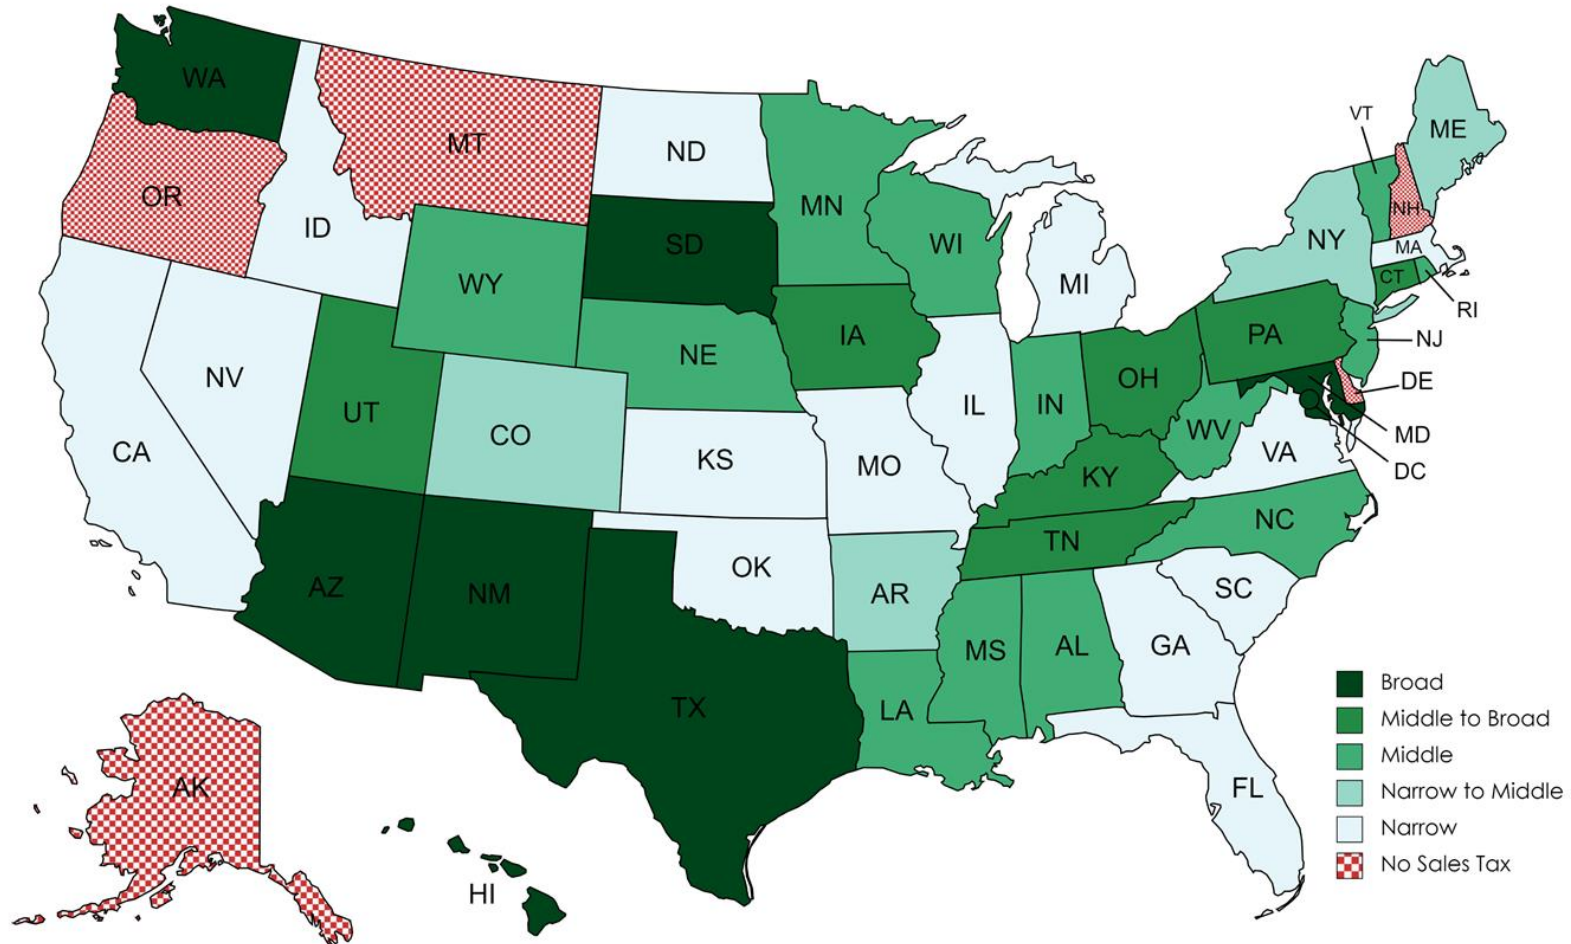 WA
VT
ME
MT
ND
OR
MN
NH
ID
WI
NY
SD
MA
CT
WY
MI
RI
IA
PA
NJ
NE
NV
OH
DE
UT
IL
IN
CO
WV
MD
CA
VA
KS
MO
DC
KY
NC
TN
OK
AZ
NM
AR
SC
MS
AL
GA
TX
LA
AK
FL
HI
Broad
Middle to Broad
Middle
Narrow to Middle
Narrow
No Sales Tax